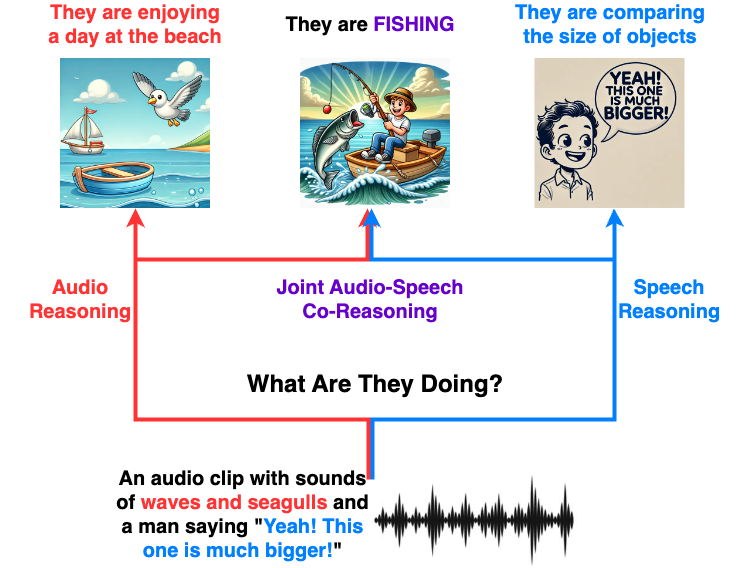 They are enjoying
a day at the beach
They are FISHING
They are comparing
the size of objects
YEAH!
THIS ONE
IS MUCH
BIGGER!
Audio
Reasoning
Joint Audio-Speech
Co-Reasoning
Speech
Reasoning
What Are They Doing?
An audio clip with sounds
of waves and seagulls and
a man saying "Yeah! This
one is much bigger!"